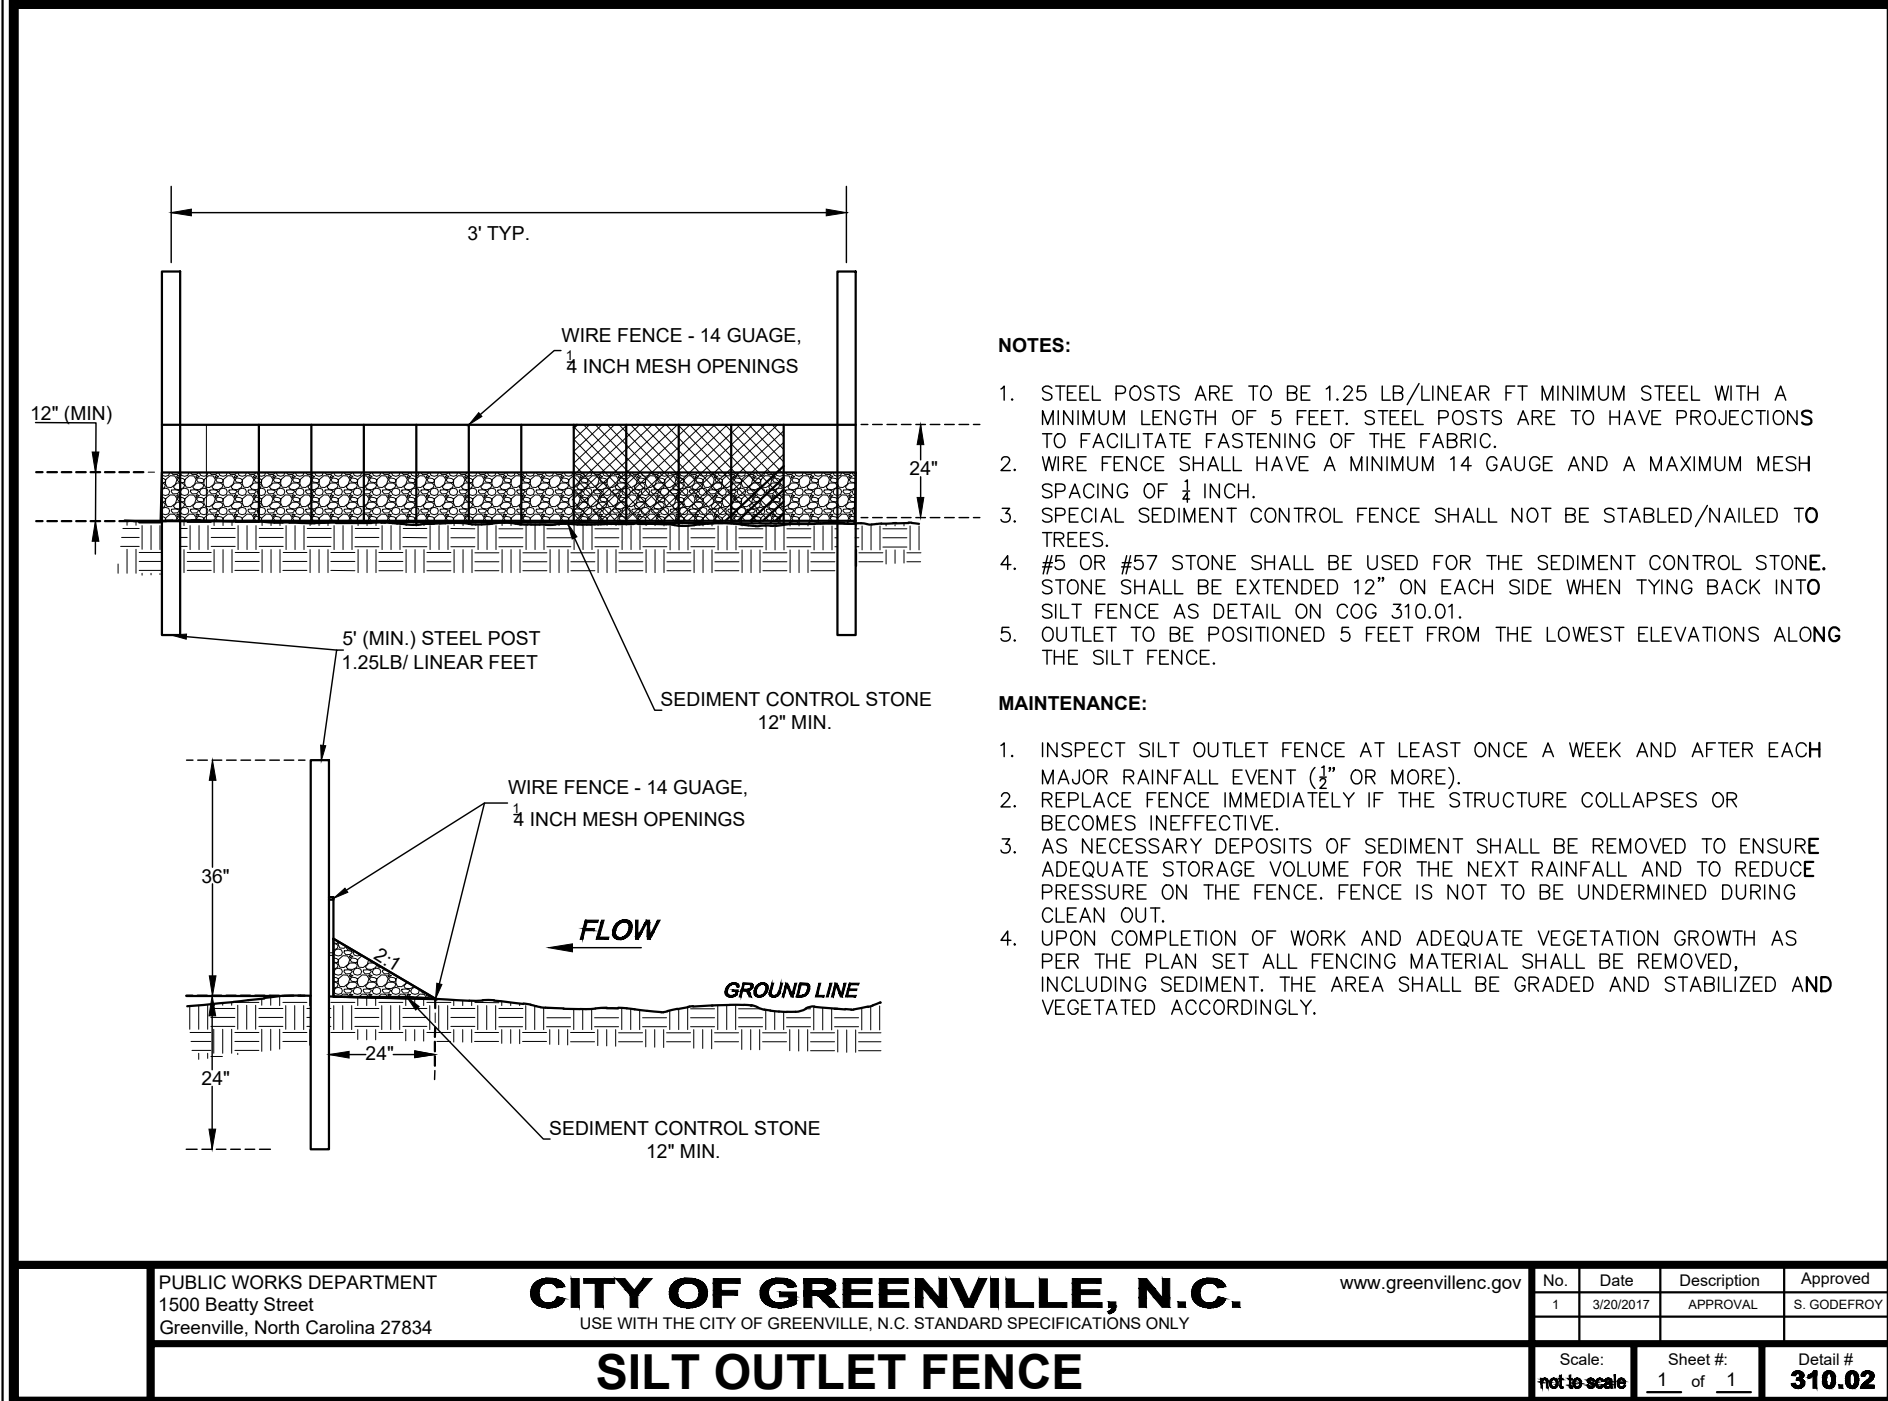 3' TYP.
WIRE FENCE - 14 GUAGE,
1/4 INCH MESH OPENINGS
12" (MIN)
24"
5' (MIN.) STEEL POST
1.25LB/ LINEAR FEET
SEDIMENT CONTROL STONE
12" MIN.
WIRE FENCE - 14 GUAGE,
1/4 INCH MESH OPENINGS
36"
FLOW
2:1
GROUND LINE
24"
24"
SEDIMENT CONTROL STONE
12" MIN.
NOTES:
1. STEEL POSTS ARE TO BE 1.25 LB/LINEAR FT MINIMUM STEEL WITH A
MINIMUM LENGTH OF 5 FEET. STEEL POSTS ARE TO HAVE PROJECTIONS
TO FACILITATE FASTENING OF THE FABRIC.
2. WIRE FENCE SHALL HAVE A MINIMUM 14 GAUGE AND A MAXIMUM MESH
SPACING OF 1/4 INCH.
3. SPECIAL SEDIMENT CONTROL FENCE SHALL NOT BE STABLED/NAILED TO
TREES.
4. #5 OR #57 STONE SHALL BE USED FOR THE SEDIMENT CONTROL STONE.
STONE SHALL BE EXTENDED 12" ON EACH SIDE WHEN TYING BACK INTO
SILT FENCE AS DETAIL ON COG 310.01.
5. OUTLET TO BE POSITIONED 5 FEET FROM THE LOWEST ELEVATIONS ALONG
THE SILT FENCE.
MAINTENANCE:
1. INSPECT SILT OUTLET FENCE AT LEAST ONCE A WEEK AND AFTER EACH
MAJOR RAINFALL EVENT (1/2" OR MORE).
2. REPLACE FENCE IMMEDIATELY IF THE STRUCTURE COLLAPSES OR
BECOMES INEFFECTIVE.
3. AS NECESSARY DEPOSITS OF SEDIMENT SHALL BE REMOVED TO ENSURE
ADEQUATE STORAGE VOLUME FOR THE NEXT RAINFALL AND TO REDUCE
PRESSURE ON THE FENCE. FENCE IS NOT TO BE UNDERMINED DURING
CLEAN OUT.
4. UPON COMPLETION OF WORK AND ADEQUATE VEGETATION GROWTH AS
PER THE PLAN SET ALL FENCING MATERIAL SHALL BE REMOVED,
INCLUDING SEDIMENT. THE AREA SHALL BE GRADED AND STABILIZED AND
VEGETATED ACCORDINGLY.
PUBLIC WORKS DEPARTMENT
1500 Beatty Street
Greenville, North Carolina 27834
CITY OF GREENVILLE, N.C.
USE WITH THE CITY OF GREENVILLE, N.C. STANDARD SPECIFICATIONS ONLY
www.greenvillenc.gov
SILT OUTLET FENCE
No. Date Description Approved
1 3/20/2017 APPROVAL S. GODEFROY
Scale: not to scale
Sheet #: 1 of 1
Detail # 310.02